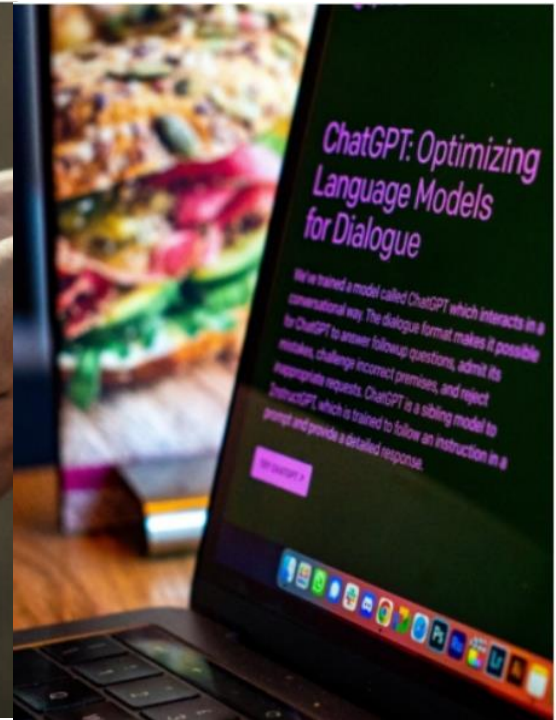 ChatGPT: Optimizing
Language Models
for Dialogue
We've trained a model called ChatGPT which interacts in a
conversational way. The dialogue format makes it possible
for ChatGPT to answer followup questions, admit its
mistakes, challenge incorrect premises, and reject
inappropriate requests. ChatGPT is a sibling model to
InstructGPT, which is trained to follow an instruction in a
prompt and provide a detailed response.
Ps
Lr